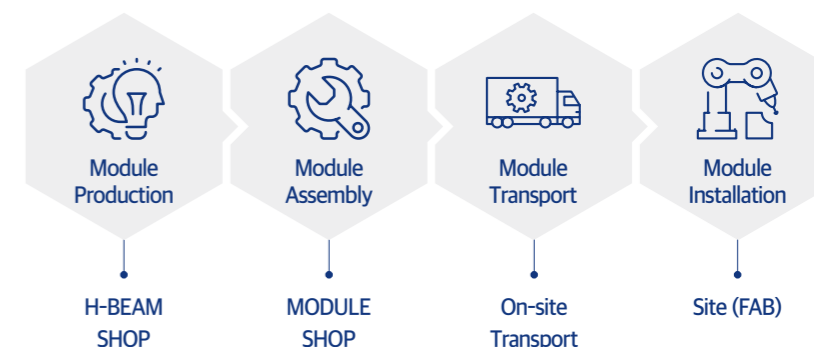 Module
Production
Module
Assembly
Module
Transport
Module
Installation
H-BEAM
SHOP
MODULE
SHOP
On-site
Transport
Site (FAB)